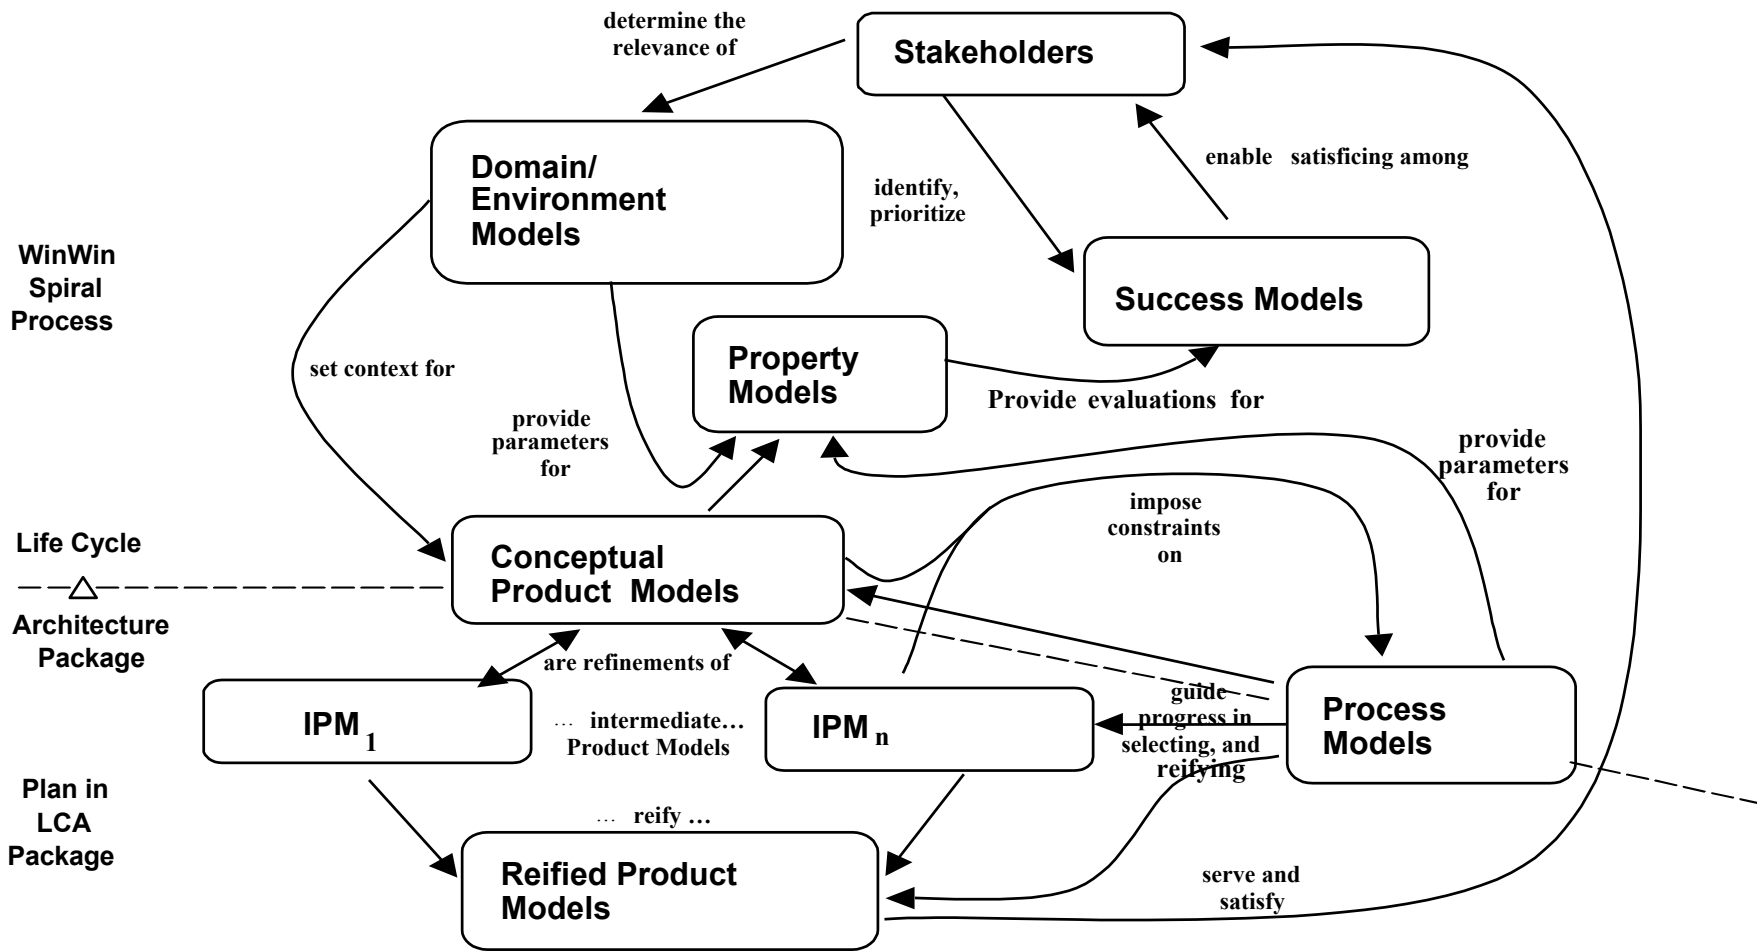 determine the
relevance of
Stakeholders
Domain/
Environment
Models
enable satisficing among
identify,
prioritize
WinWin
Spiral
Process
Success Models
set context for
Property
Models
Provide evaluations for
provide
parameters
for
provide
parameters
for
impose
constraints
on
Life Cycle
Conceptual
Product Models
Architecture
Package
are refinements of
IPM1
... intermediate...
Product Models
IPMn
guide
progress in
selecting, and
reifying
Process
Models
Plan in
LCA
Package
... reify ...
Reified Product
Models
serve and
satisfy